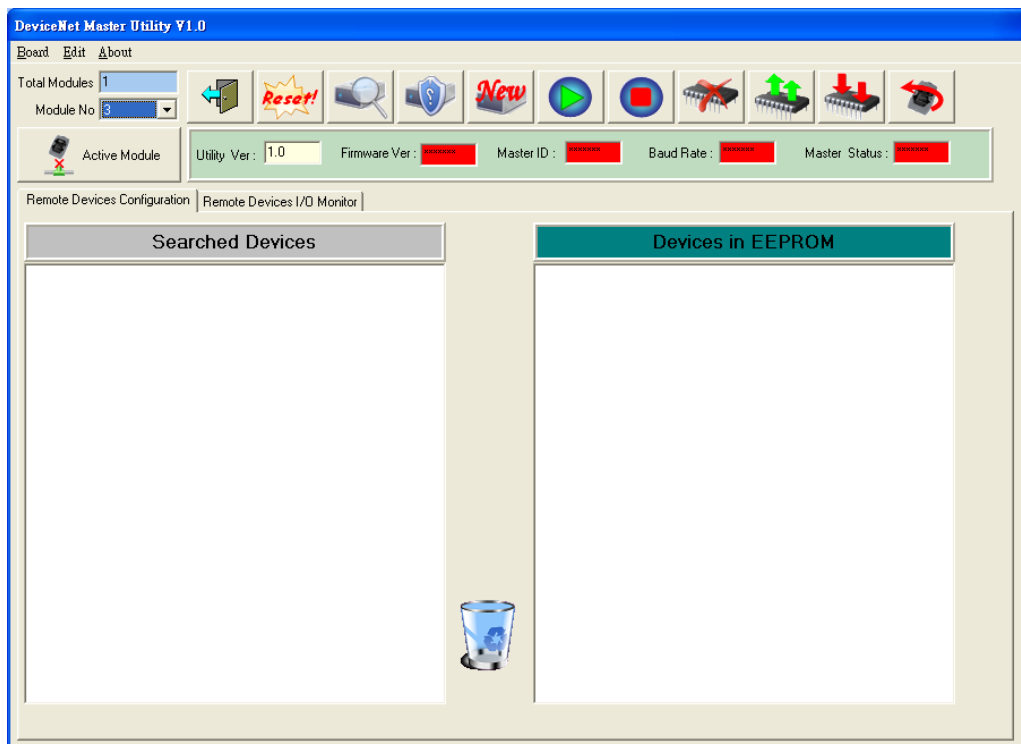 DeviceNet Master Utility V1.0
Board Edit About
Total Modules 1
Module No 3
Reset!
New
Active Module
Utility Ver : 1.0 Firmware Ver : ******* Master ID : ******* Baud Rate : ******* Master Status : *******
Remote Devices Configuration Remote Devices I/O Monitor
Searched Devices Devices in EEPROM